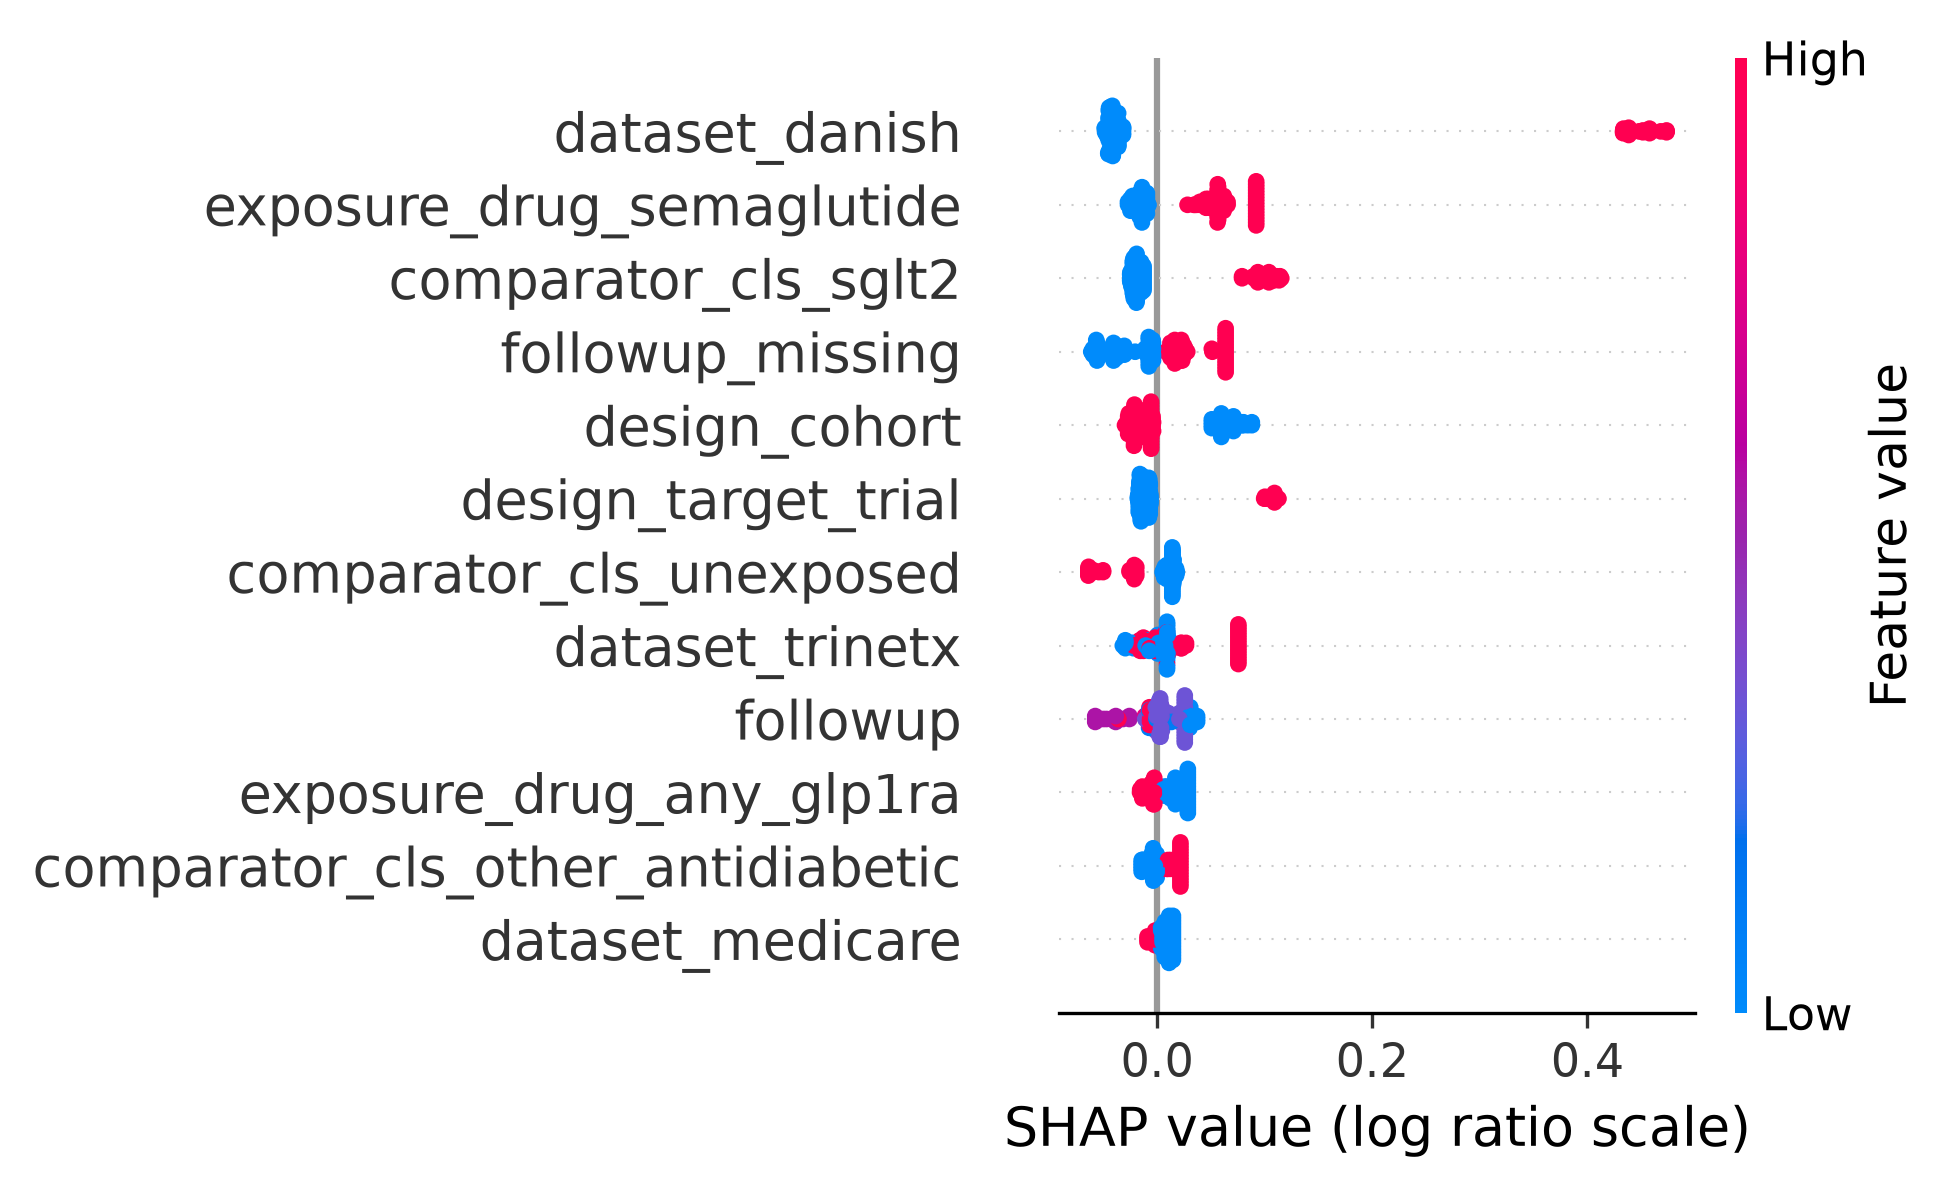 High
dataset_danish
exposure_drug_semaglutide
comparator_cls_sglt2
followup_missing
design_cohort
design_target_trial
comparator_cls_unexposed
dataset_trinetx
followup
exposure_drug_any_glp1ra
comparator_cls_other_antidiabetic
dataset_medicare
Feature value
Low
0.0 0.2 0.4
SHAP value (log ratio scale)